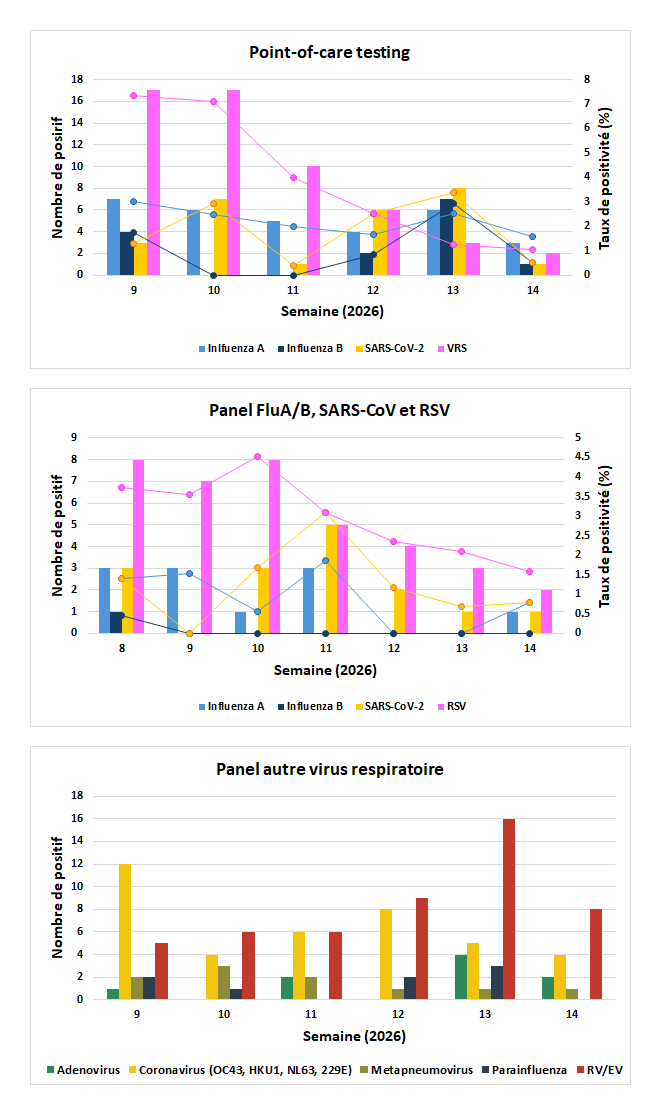 Point-of-care testing
Nombre de posirif
Taux de positivité (%)
18
16
14
12
10
8
6
4
2
0
8
7
6
5
4
3
2
1
0
9 10 11 12 13 14
Semaine (2026)
Inlfuenza A Influenza B SARS-CoV-2 VRS
Panel FluA/B, SARS-CoV et RSV
Nombre de positif
Taux de positivité (%)
9
8
7
6
5
4
3
2
1
0
5
4.5
4
3.5
3
2.5
2
1.5
1
0.5
0
8 9 10 11 12 13 14
Semaine (2026)
Influenza A Influenza B SARS-CoV-2 RSV
Panel autre virus respiratoire
Nombre de positif
18
16
14
12
10
8
6
4
2
0
9 10 11 12 13 14
Semaine (2026)
Adenovirus Coronavirus (OC43, HKU1, NL63, 229E) Metapneumovirus Parainfluenza RV/EV